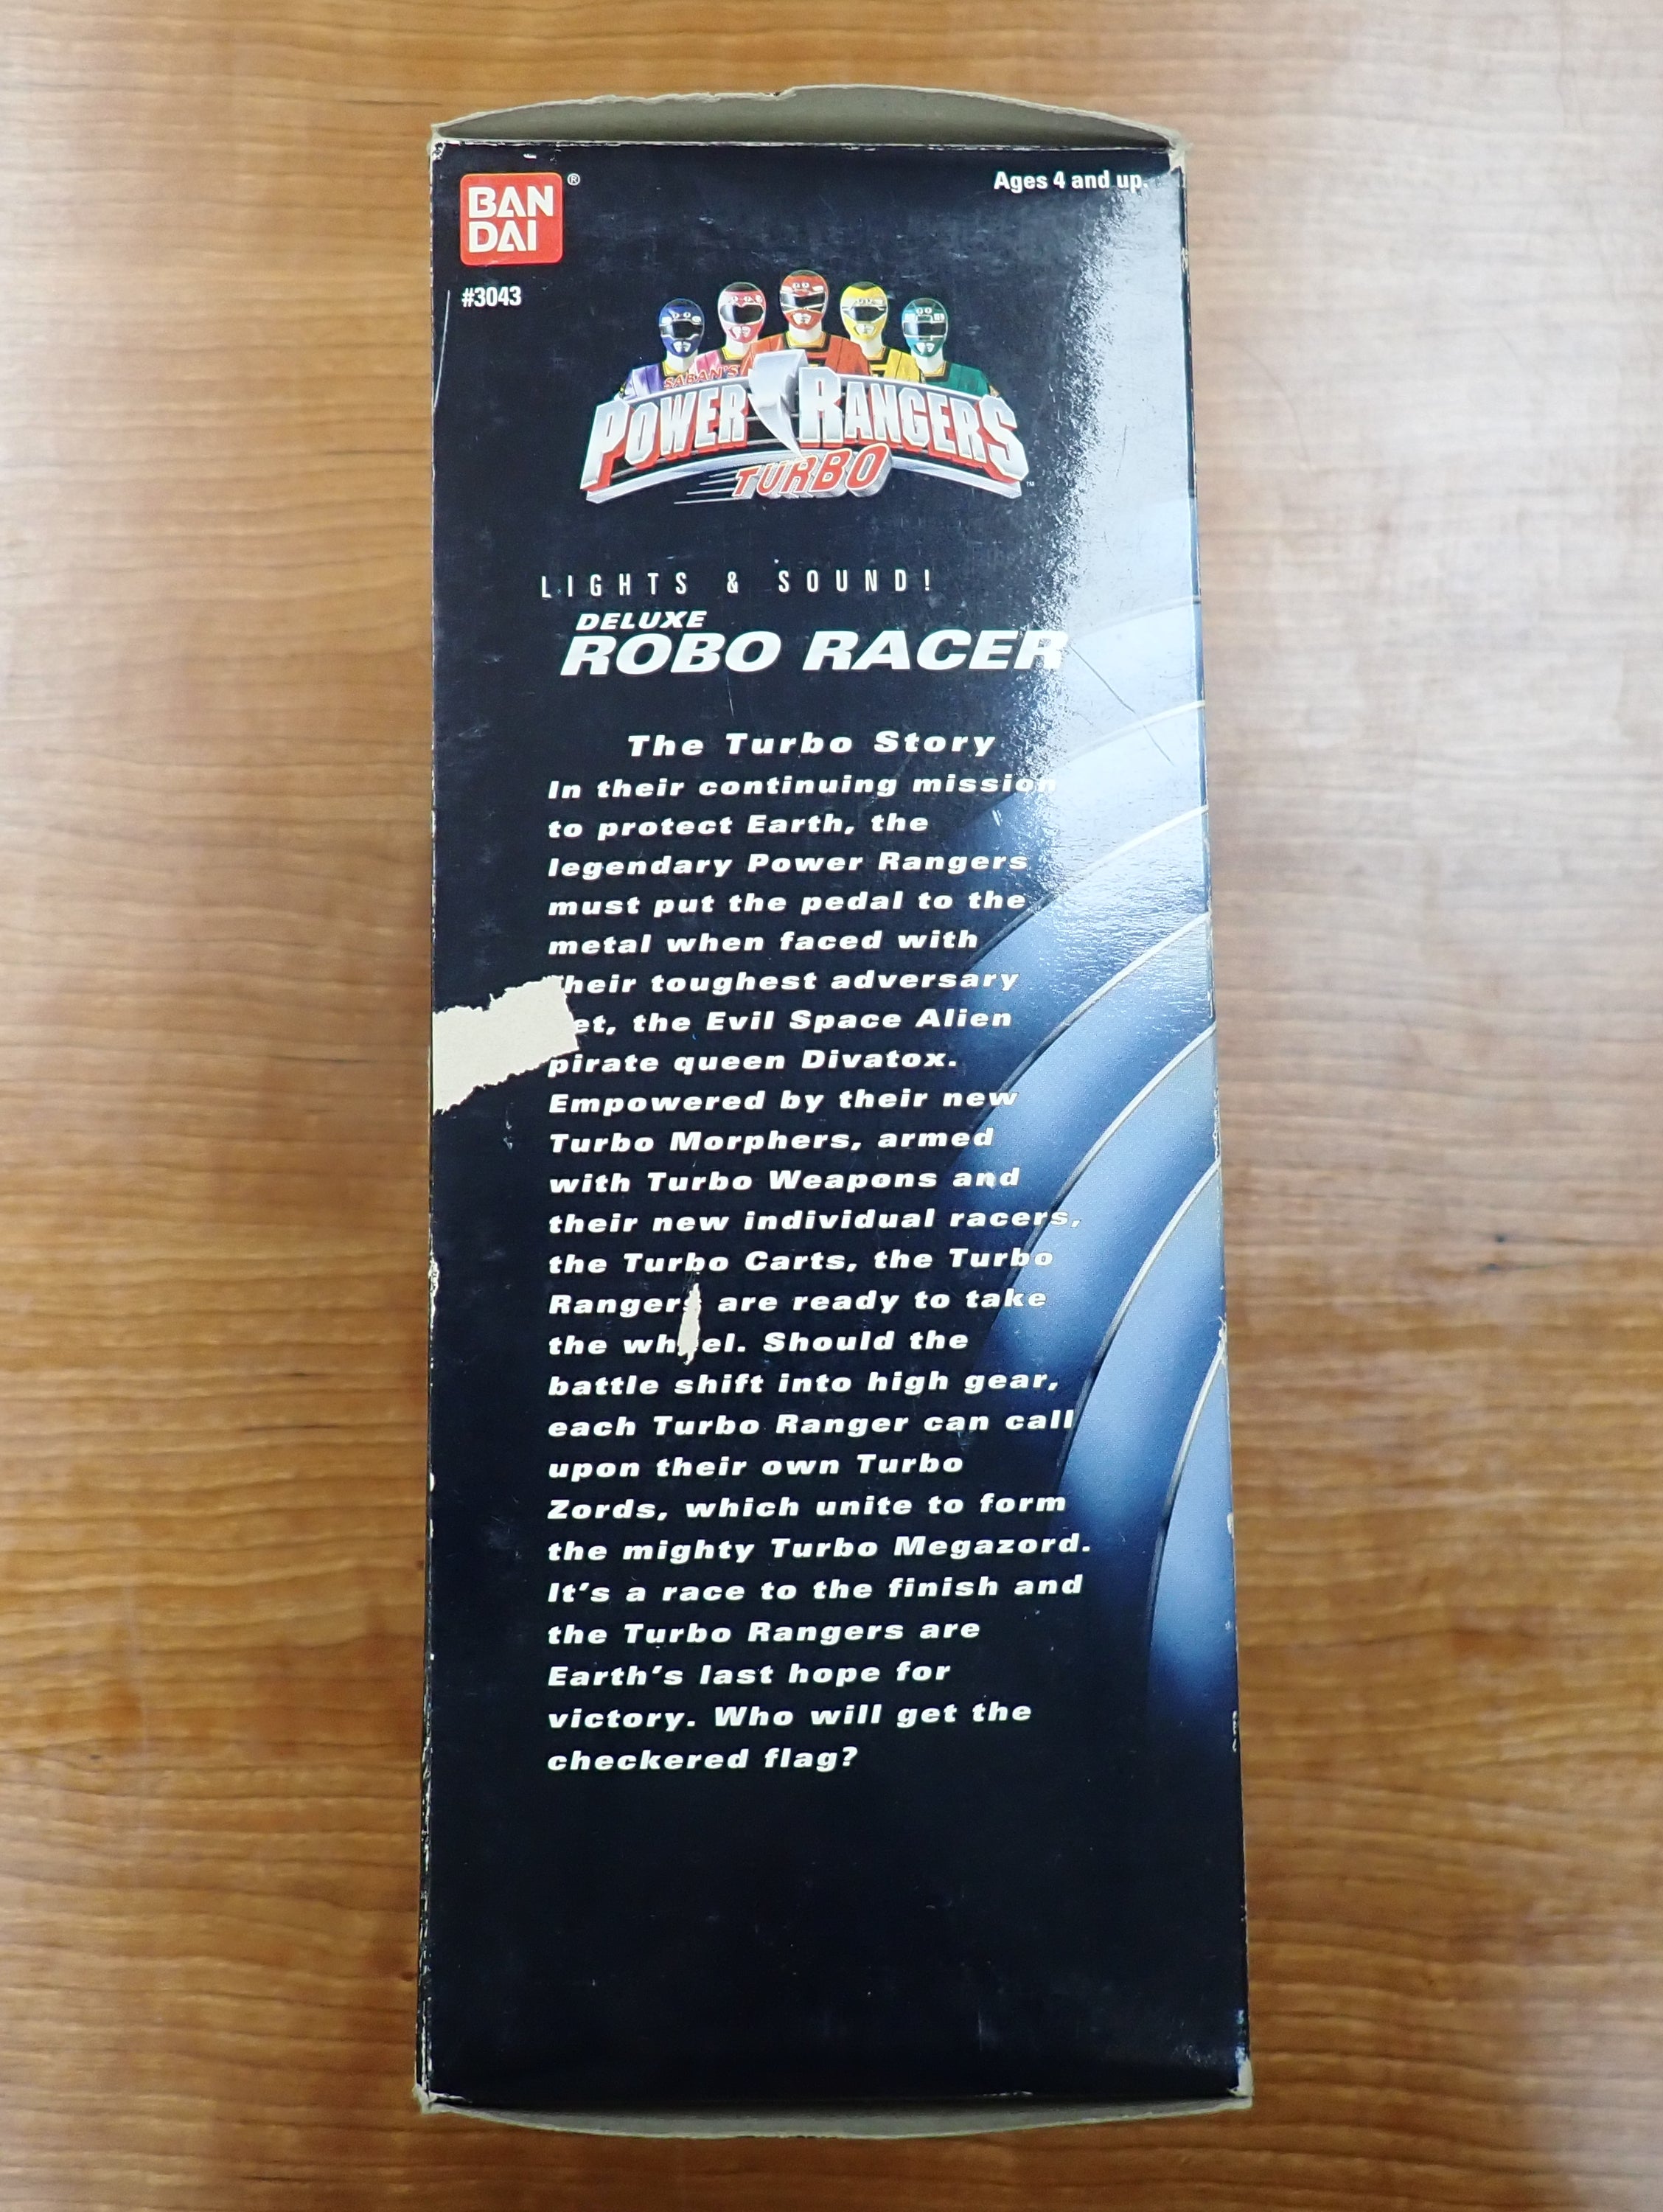 BAN
DAI
®
Ages 4 and up.
#3043
SABAN'S
POWER RANGERS
TURBO
™
LIGHTS & SOUND!
DELUXE
ROBO RACER
The Turbo Story
In their continuing mission
to protect Earth, the
legendary Power Rangers
must put the pedal to the
metal when faced with
their toughest adversary
yet, the Evil Space Alien
pirate queen Divatox.
Empowered by their new
Turbo Morphers, armed
with Turbo Weapons and
their new individual racers,
the Turbo Carts, the Turbo
Rangers are ready to take
the wheel. Should the
battle shift into high gear,
each Turbo Ranger can call
upon their own Turbo
Zords, which unite to form
the mighty Turbo Megazord.
It's a race to the finish and
the Turbo Rangers are
Earth's last hope for
victory. Who will get the
checkered flag?